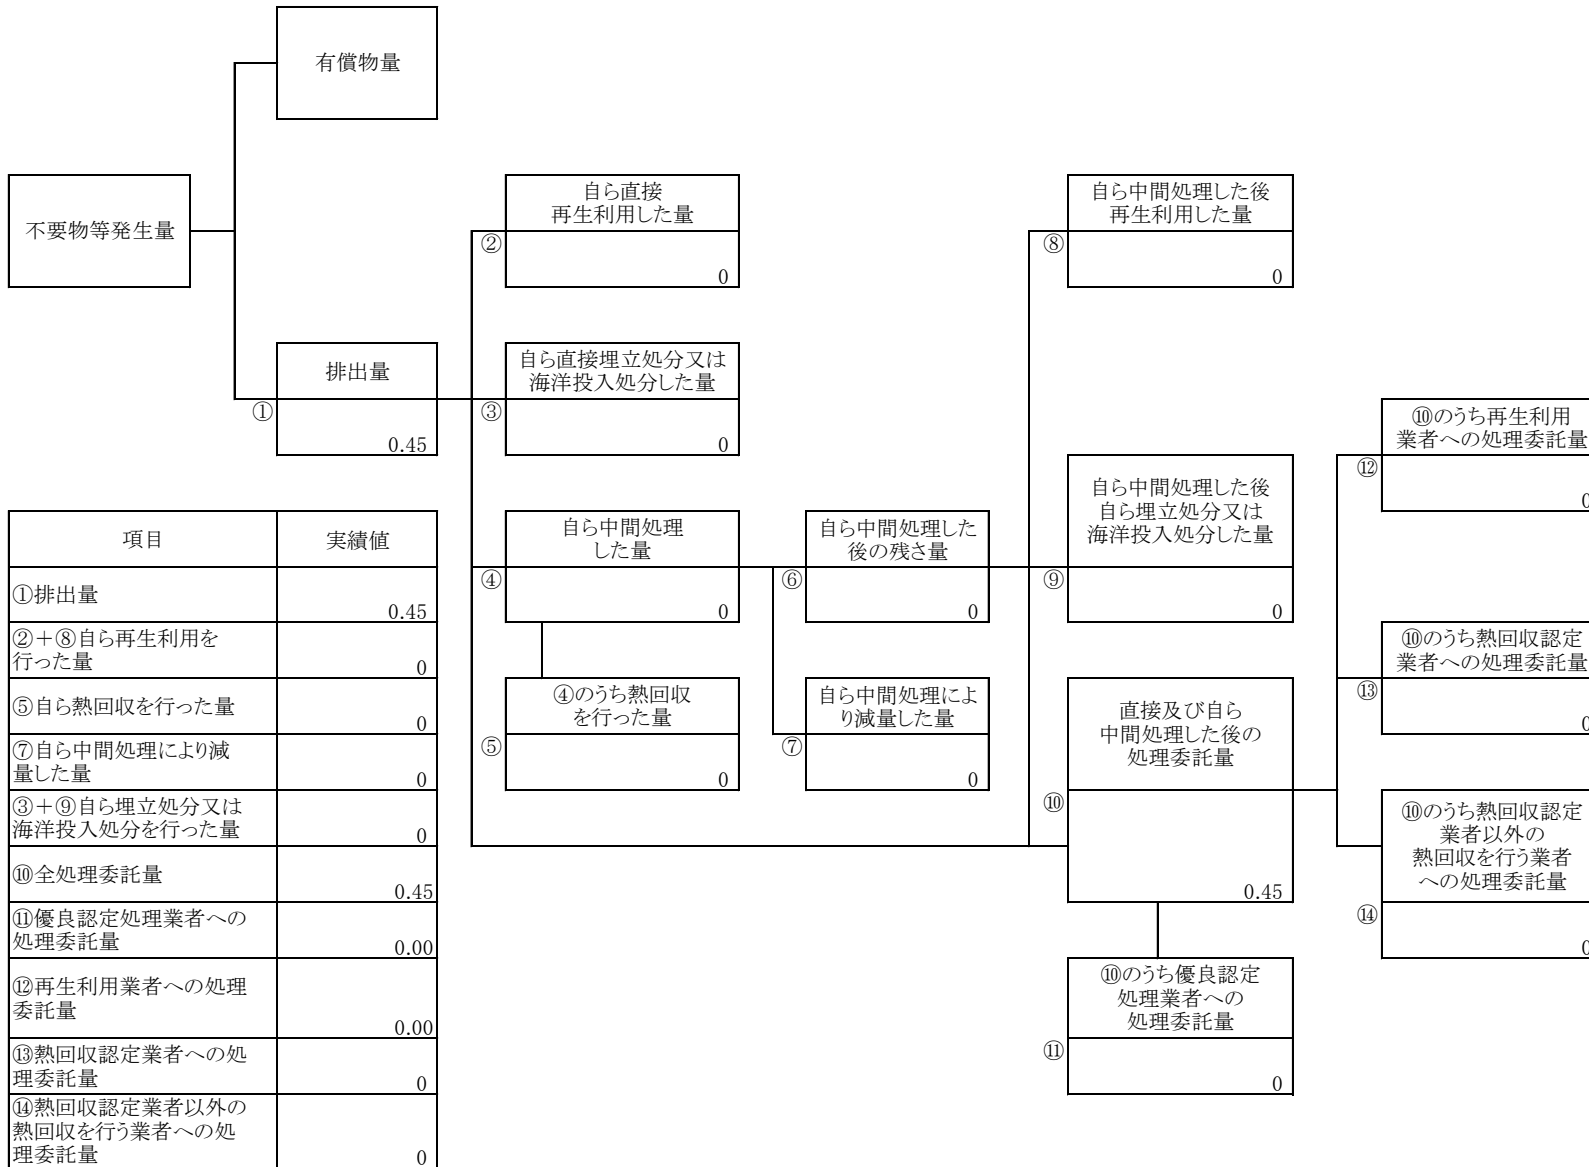 有償物量
不要物等発生量
自ら直接
再生利用した量
②
0
自ら中間処理した後
再生利用した量
⑧
0
排出量
①
0.45
自ら直接埋立処分又は
海洋投入処分した量
③
0
⑩のうち再生利用
業者への処理委託量
⑫
0
自ら中間処理
した量
④
0
自ら中間処理した
後の残さ量
⑥
0
自ら中間処理した後
自ら埋立処分又は
海洋投入処分した量
⑨
0
⑩のうち熱回収認定
業者への処理委託量
⑬
0
④のうち熱回収
を行った量
⑤
0
自ら中間処理によ
り減量した量
⑦
0
直接及び自ら
中間処理した後の
処理委託量
⑩
0.45
⑩のうち熱回収認定
業者以外の
熱回収を行う業者
への処理委託量
⑭
0
⑩のうち優良認定
処理業者への
処理委託量
⑪
0
項目 実績値
①排出量
0.45
②+⑧自ら再生利用を
行った量
0
⑤自ら熱回収を行った量
0
⑦自ら中間処理により減
量した量
0
③+⑨自ら埋立処分又は
海洋投入処分を行った量
0
⑩全処理委託量
0.45
⑪優良認定処理業者への
処理委託量
0.00
⑫再生利用業者への処理
委託量
0.00
⑬熱回収認定業者への処
理委託量
0
⑭熱回収認定業者以外の
熱回収を行う業者への処
理委託量
0